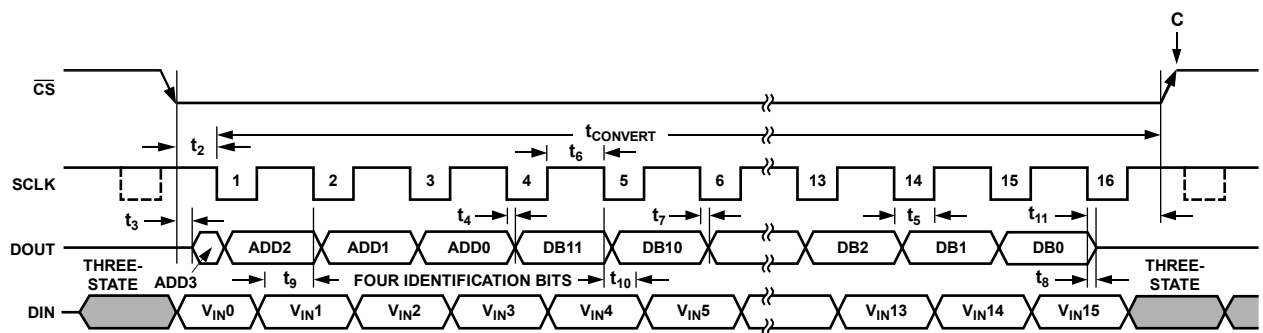 C
CS
t2
tCONVERT
t6
SCLK
1 2 3 4 5 6 13 14 15 16
t3 t4 t7 t5 t11
DOUT
ADD2 ADD1 ADD0 DB11 DB10 DB2 DB1 DB0
THREE-
STATE
ADD3
t9
FOUR IDENTIFICATION BITS
t10
t8
THREE-
STATE
DIN
VIN0 VIN1 VIN2 VIN3 VIN4 VIN5 VIN13 VIN14 VIN15